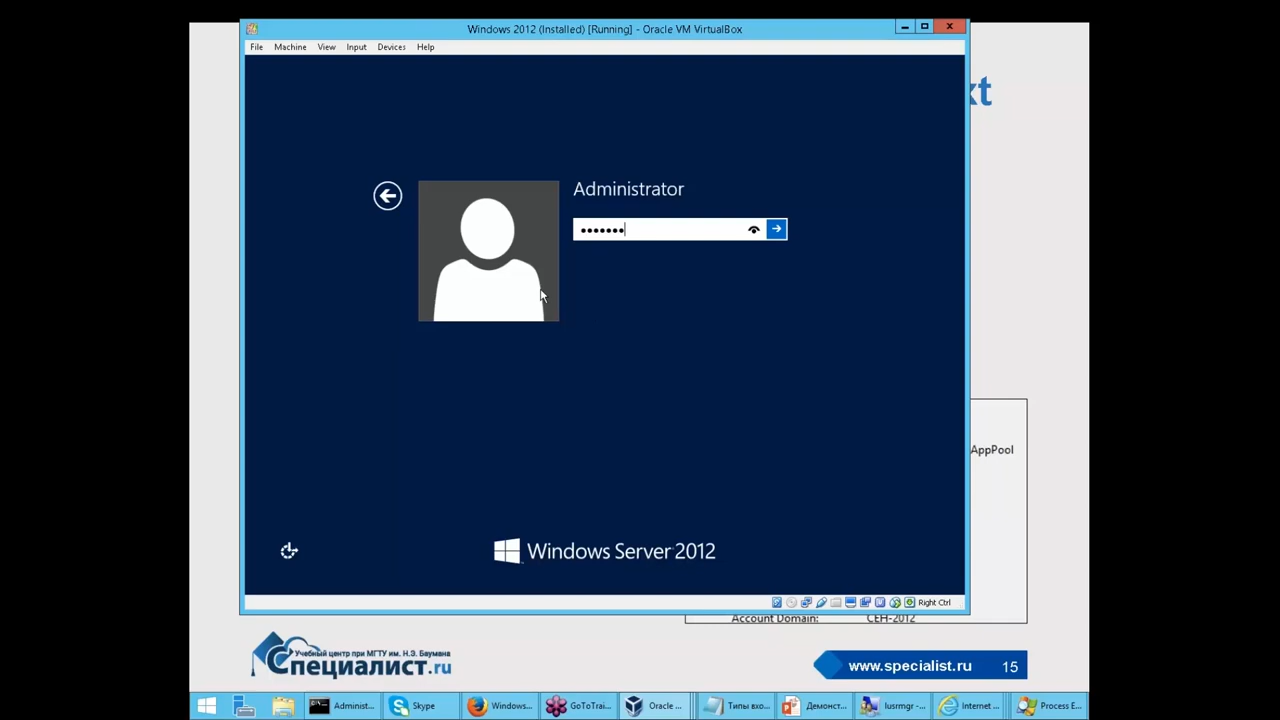 Windows 2012 (Installed) [Running] - Oracle VM VirtualBox
File Machine View Input Devices Help
xt
Administrator
AppPool
Windows Server 2012
Right Ctrl
Account Domain: CEH-2012
Учебный центр при МГТУ им. Н.Э. Баумана
Специалист.ru
www.specialist.ru 15
Administ... Skype Windows... GoToTrai... Oracle ... Типы вхо... Демонст... lusrmgr -... Internet ... Process E...